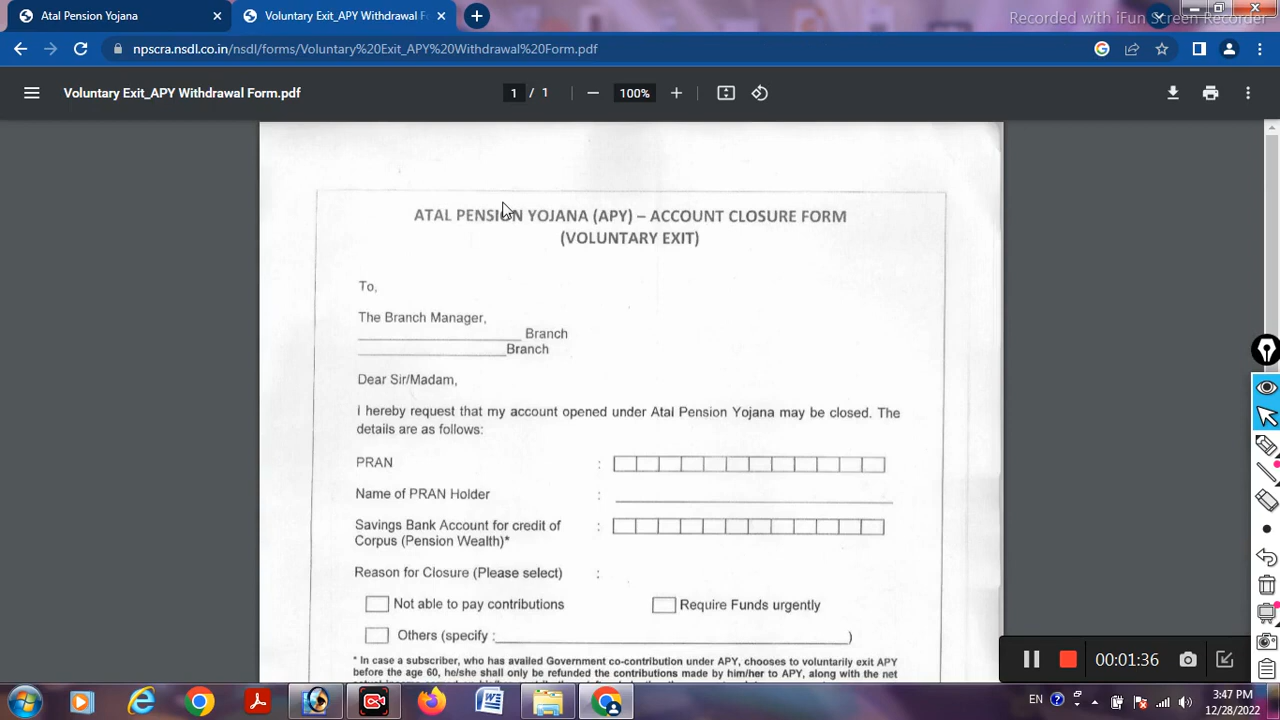 Atal Pension Yojana
Voluntary Exit_APY Withdrawal F
Recorded with iFun Screen Recorder
npscra.nsdl.co.in/nsdl/forms/Voluntary%20Exit_APY%20Withdrawal%20Form.pdf
Voluntary Exit_APY Withdrawal Form.pdf
1 / 1
100%
ATAL PENSION YOJANA (APY) – ACCOUNT CLOSURE FORM
(VOLUNTARY EXIT)
To,
The Branch Manager,
____________________ Branch
__________________Branch
Dear Sir/Madam,
I hereby request that my account opened under Atal Pension Yojana may be closed. The
details are as follows:
PRAN :
Name of PRAN Holder : ______________________________
Savings Bank Account for credit of :
Corpus (Pension Wealth)*
Reason for Closure (Please select) :
Not able to pay contributions Require Funds urgently
Others (specify :________________________________________)
* In case a subscriber, who has availed Government co-contribution under APY, chooses to voluntarily exit APY
before the age 60, he/she shall only be refunded the contributions made by him/her to APY, along with the net
00:01:36
EN
3:47 PM
12/28/2022